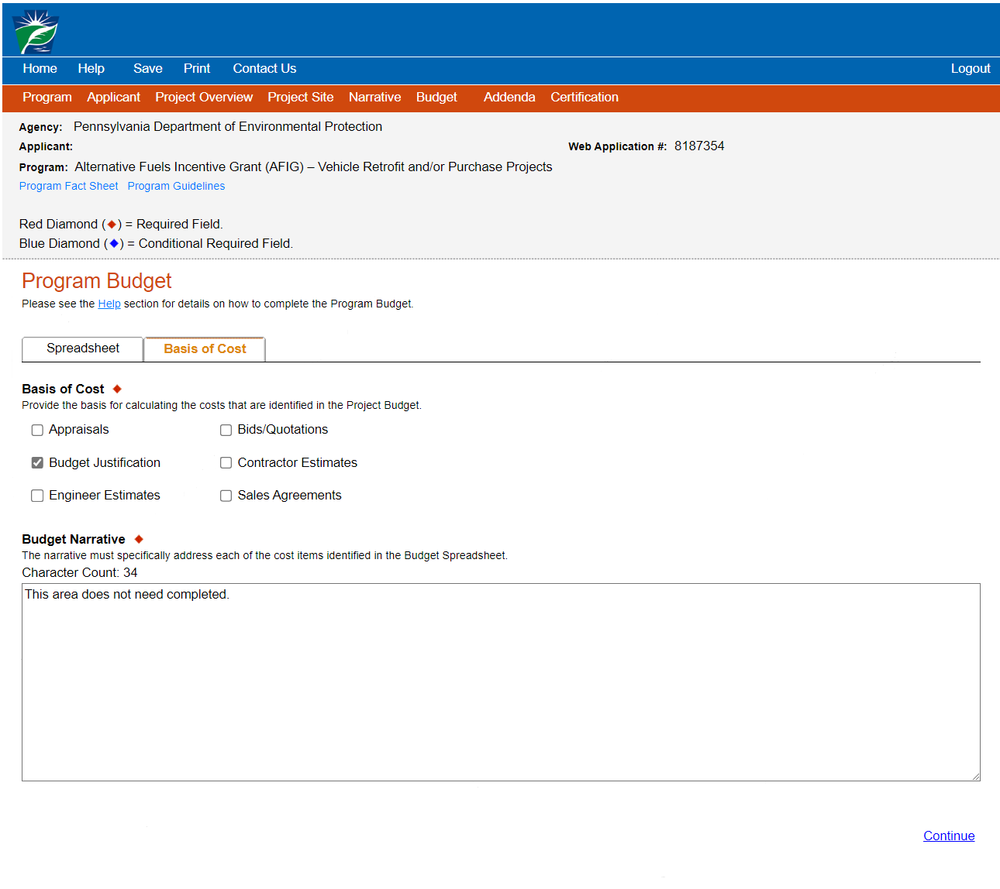 Home Help Save Print Contact Us Logout
Program Applicant Project Overview Project Site Narrative Budget Addenda Certification
Agency: Pennsylvania Department of Environmental Protection
Applicant: Web Application #: 8187354
Program: Alternative Fuels Incentive Grant (AFIG) – Vehicle Retrofit and/or Purchase Projects
Program Fact Sheet Program Guidelines
Red Diamond (◆) = Required Field.
Blue Diamond (◆) = Conditional Required Field.
Program Budget
Please see the Help section for details on how to complete the Program Budget.
Spreadsheet Basis of Cost
Basis of Cost ◆
Provide the basis for calculating the costs that are identified in the Project Budget.
Appraisals Bids/Quotations
Budget Justification Contractor Estimates
Engineer Estimates Sales Agreements
Budget Narrative ◆
The narrative must specifically address each of the cost items identified in the Budget Spreadsheet.
Character Count: 34
This area does not need completed.
Continue